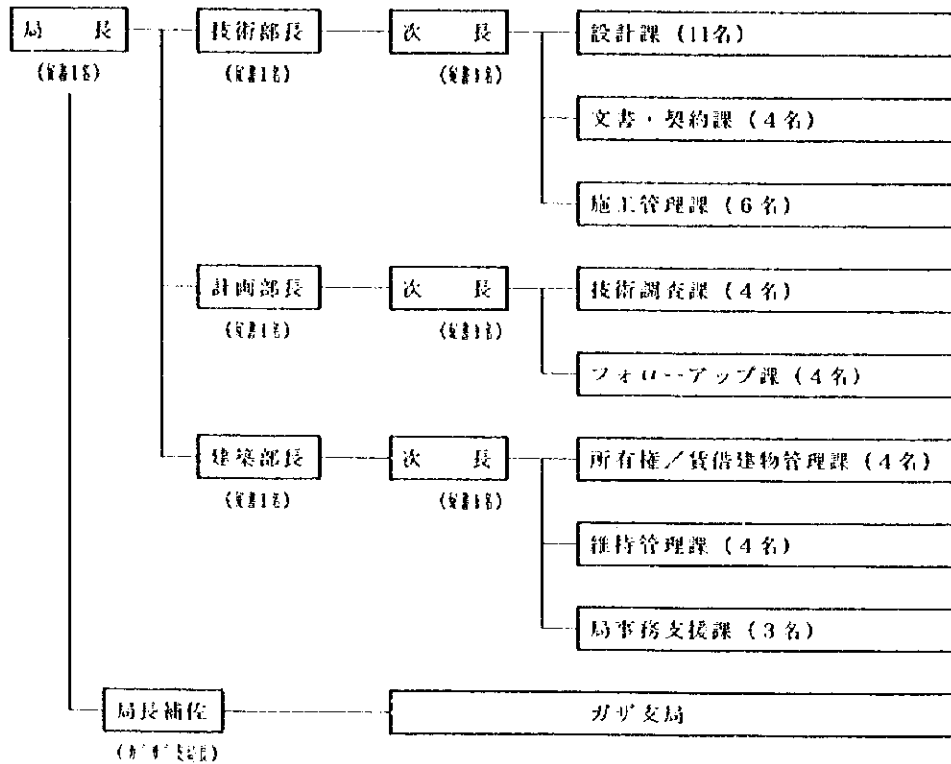 局　　長
技術部長
次　　長
設計課（11名）
文書・契約課（4名）
施工管理課（6名）
計画部長
次　　長
技術調査課（4名）
フォローアップ課（4名）
建築部長
次　　長
所有権／賃借建物管理課（4名）
維持管理課（4名）
局事務支援課（3名）
局長補佐
ガザ支局